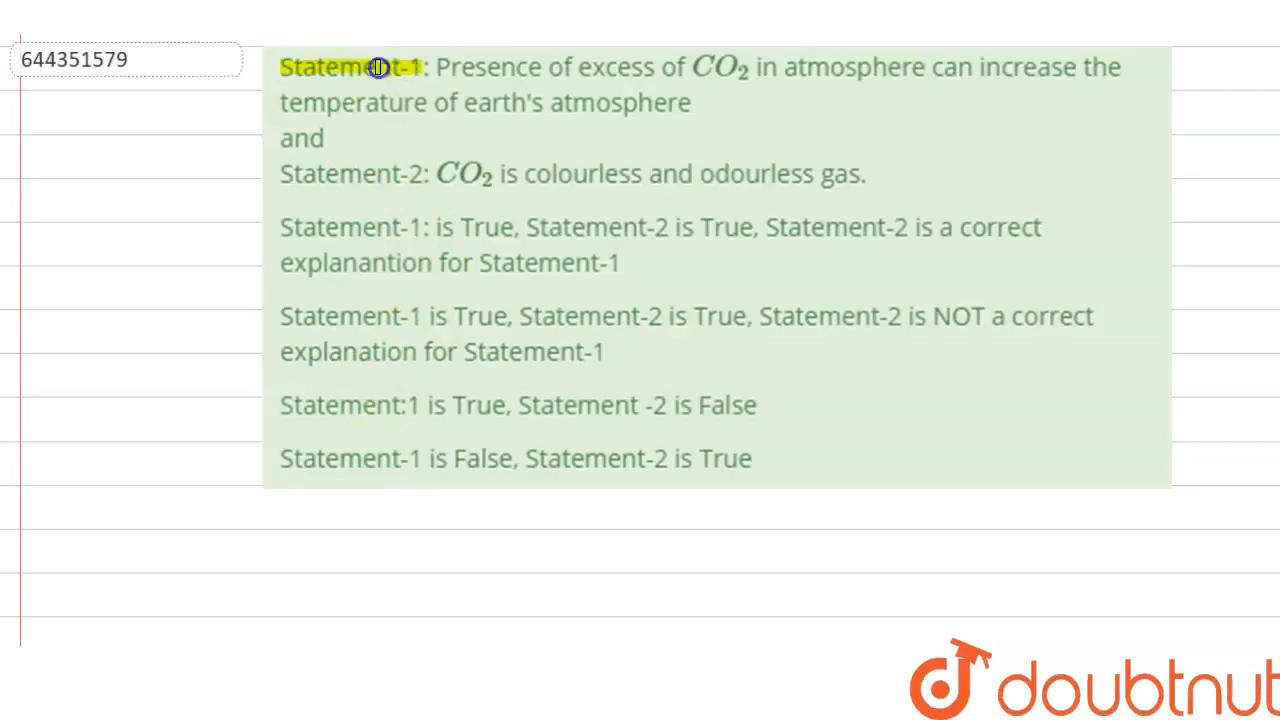 644351579
Statement-1: Presence of excess of CO₂ in atmosphere can increase the
temperature of earth's atmosphere
and
Statement-2: CO₂ is colourless and odourless gas.
Statement-1: is True, Statement-2 is True, Statement-2 is a correct
explanantion for Statement-1
Statement-1 is True, Statement-2 is True, Statement-2 is NOT a correct
explanation for Statement-1
Statement:1 is True, Statement -2 is False
Statement-1 is False, Statement-2 is True
doubtnut